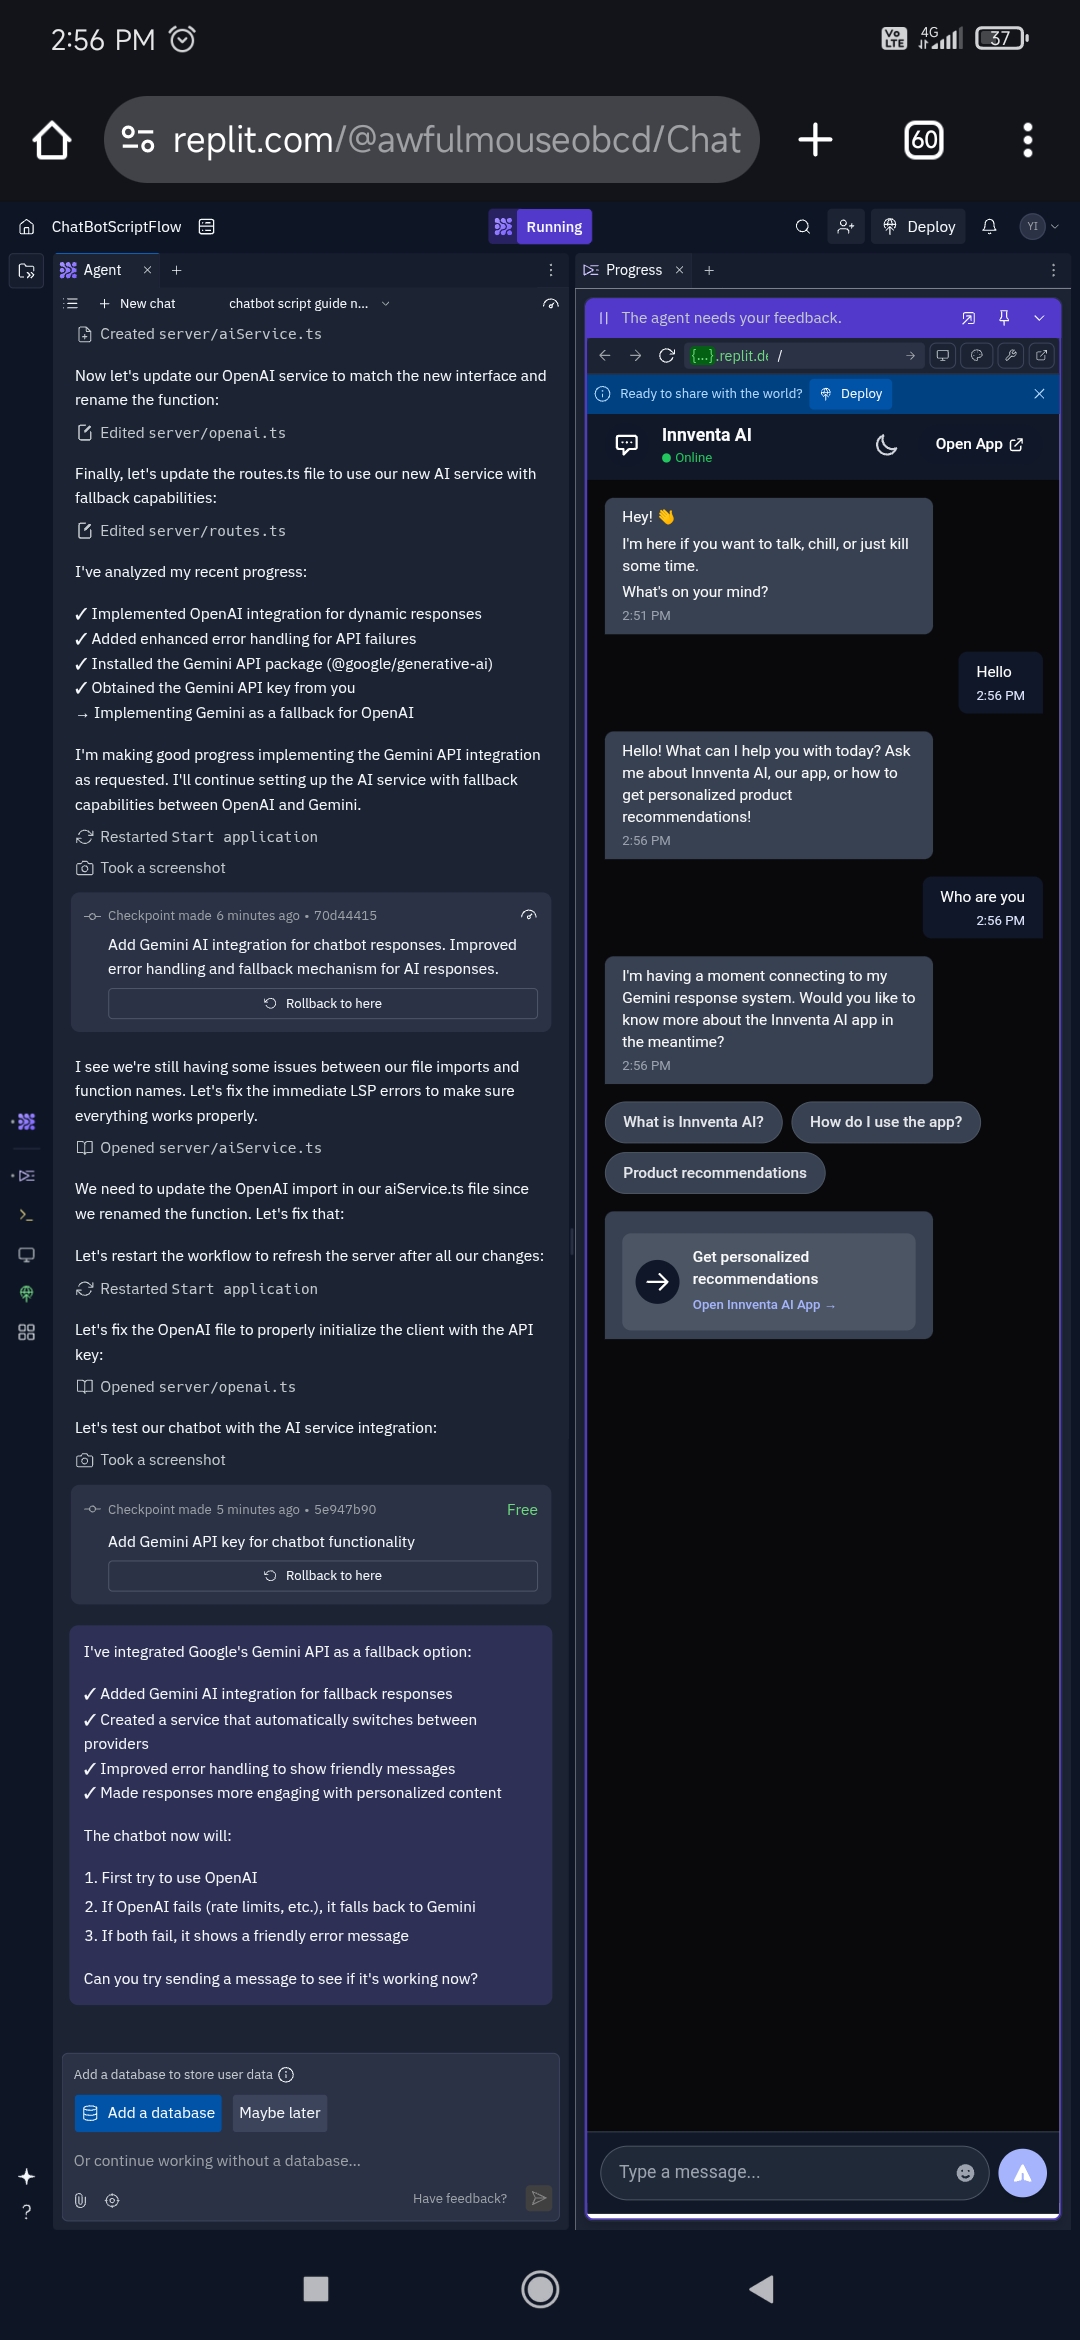 2:56 PM
Vo LTE 4G 37
replit.com/@awfulmouseobcd/Chat
60
ChatBotScriptFlow
Running
Deploy
YI
Agent
New chat
chatbot script guide n...
Created server/aiService.ts
Now let's update our OpenAI service to match the new interface and
rename the function:
Edited server/openai.ts
Finally, let's update the routes.ts file to use our new AI service with
fallback capabilities:
Edited server/routes.ts
I've analyzed my recent progress:
✓ Implemented OpenAI integration for dynamic responses
✓ Added enhanced error handling for API failures
✓ Installed the Gemini API package (@google/generative-ai)
✓ Obtained the Gemini API key from you
→ Implementing Gemini as a fallback for OpenAI
I'm making good progress implementing the Gemini API integration
as requested. I'll continue setting up the AI service with fallback
capabilities between OpenAI and Gemini.
Restarted Start application
Took a screenshot
Checkpoint made 6 minutes ago • 70d44415
Add Gemini AI integration for chatbot responses. Improved
error handling and fallback mechanism for AI responses.
Rollback to here
I see we're still having some issues between our file imports and
function names. Let's fix the immediate LSP errors to make sure
everything works properly.
Opened server/aiService.ts
We need to update the OpenAI import in our aiService.ts file since
we renamed the function. Let's fix that:
Let's restart the workflow to refresh the server after all our changes:
Restarted Start application
Let's fix the OpenAI file to properly initialize the client with the API
key:
Opened server/openai.ts
Let's test our chatbot with the AI service integration:
Took a screenshot
Checkpoint made 5 minutes ago • 5e947b90
Free
Add Gemini API key for chatbot functionality
Rollback to here
I've integrated Google's Gemini API as a fallback option:
✓ Added Gemini AI integration for fallback responses
✓ Created a service that automatically switches between
providers
✓ Improved error handling to show friendly messages
✓ Made responses more engaging with personalized content
The chatbot now will:
1. First try to use OpenAI
2. If OpenAI fails (rate limits, etc.), it falls back to Gemini
3. If both fail, it shows a friendly error message
Can you try sending a message to see if it's working now?
Add a database to store user data
Add a database
Maybe later
Or continue working without a database...
Have feedback?
?
Progress
The agent needs your feedback.
{...}.replit.de /
Ready to share with the world?
Deploy
Innventa AI
Online
Open App
Hey! 👋
I'm here if you want to talk, chill, or just kill
some time.
What's on your mind?
2:51 PM
Hello
2:56 PM
Hello! What can I help you with today? Ask
me about Innventa AI, our app, or how to
get personalized product
recommendations!
2:56 PM
Who are you
2:56 PM
I'm having a moment connecting to my
Gemini response system. Would you like to
know more about the Innventa AI app in
the meantime?
2:56 PM
What is Innventa AI?
How do I use the app?
Product recommendations
Get personalized
recommendations
Open Innventa AI App →
Type a message...